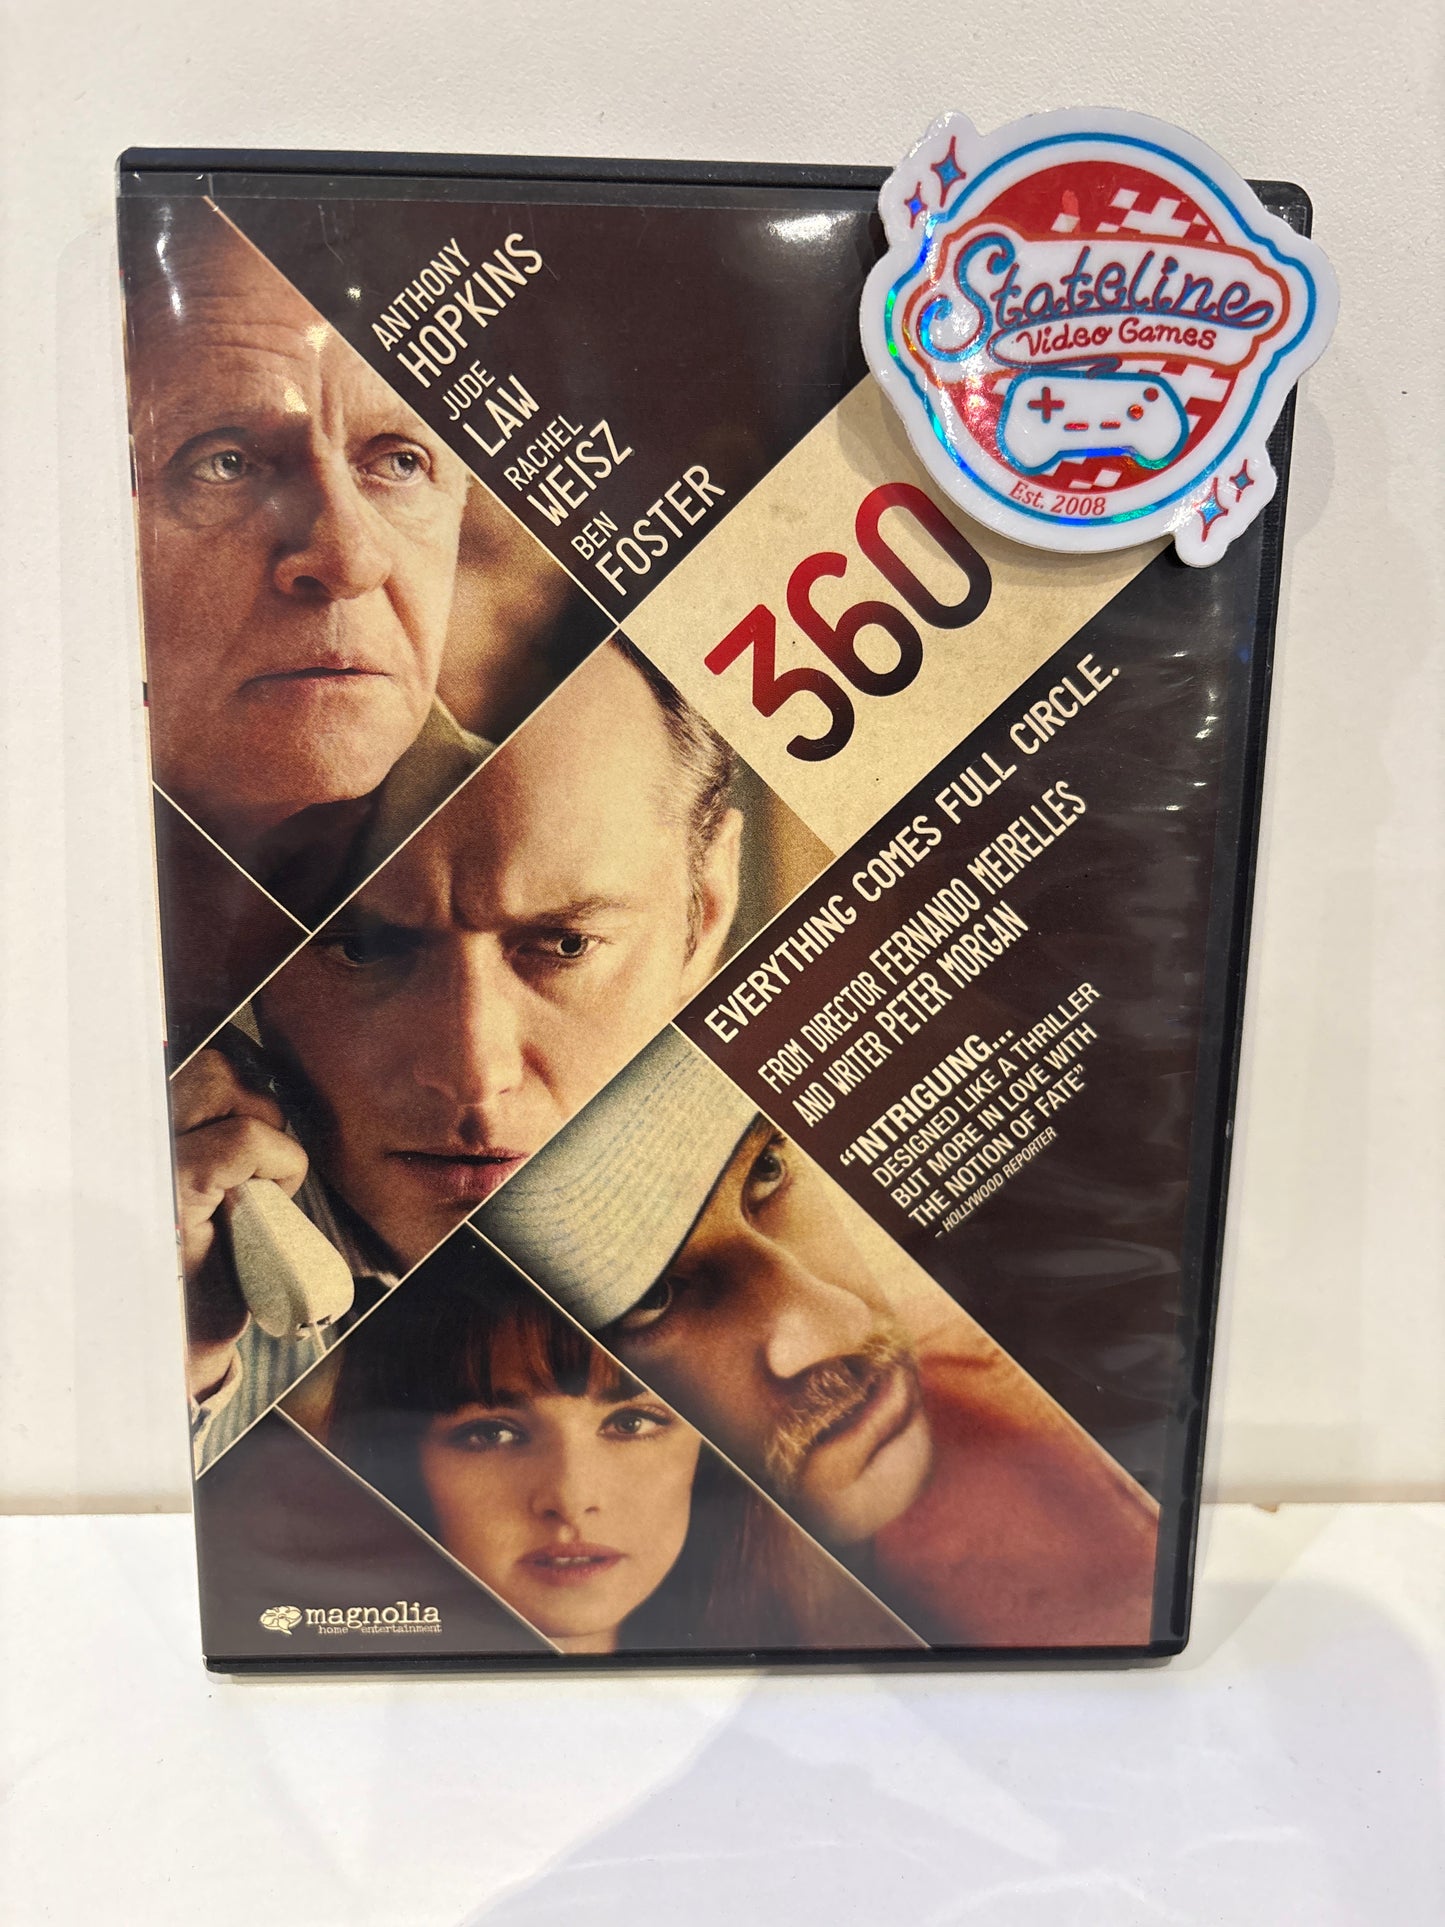 Stateline
Video Games
Est. 2008
ANTHONY
HOPKINS
JUDE
LAW
RACHEL
WEISZ
BEN
FOSTER
360
EVERYTHING COMES FULL CIRCLE.
FROM DIRECTOR FERNANDO MEIRELLES
AND WRITER PETER MORGAN
"INTRIGUING...
DESIGNED LIKE A THRILLER
BUT MORE IN LOVE WITH
THE NOTION OF FATE"
– HOLLYWOOD REPORTER
magnolia
home entertainment